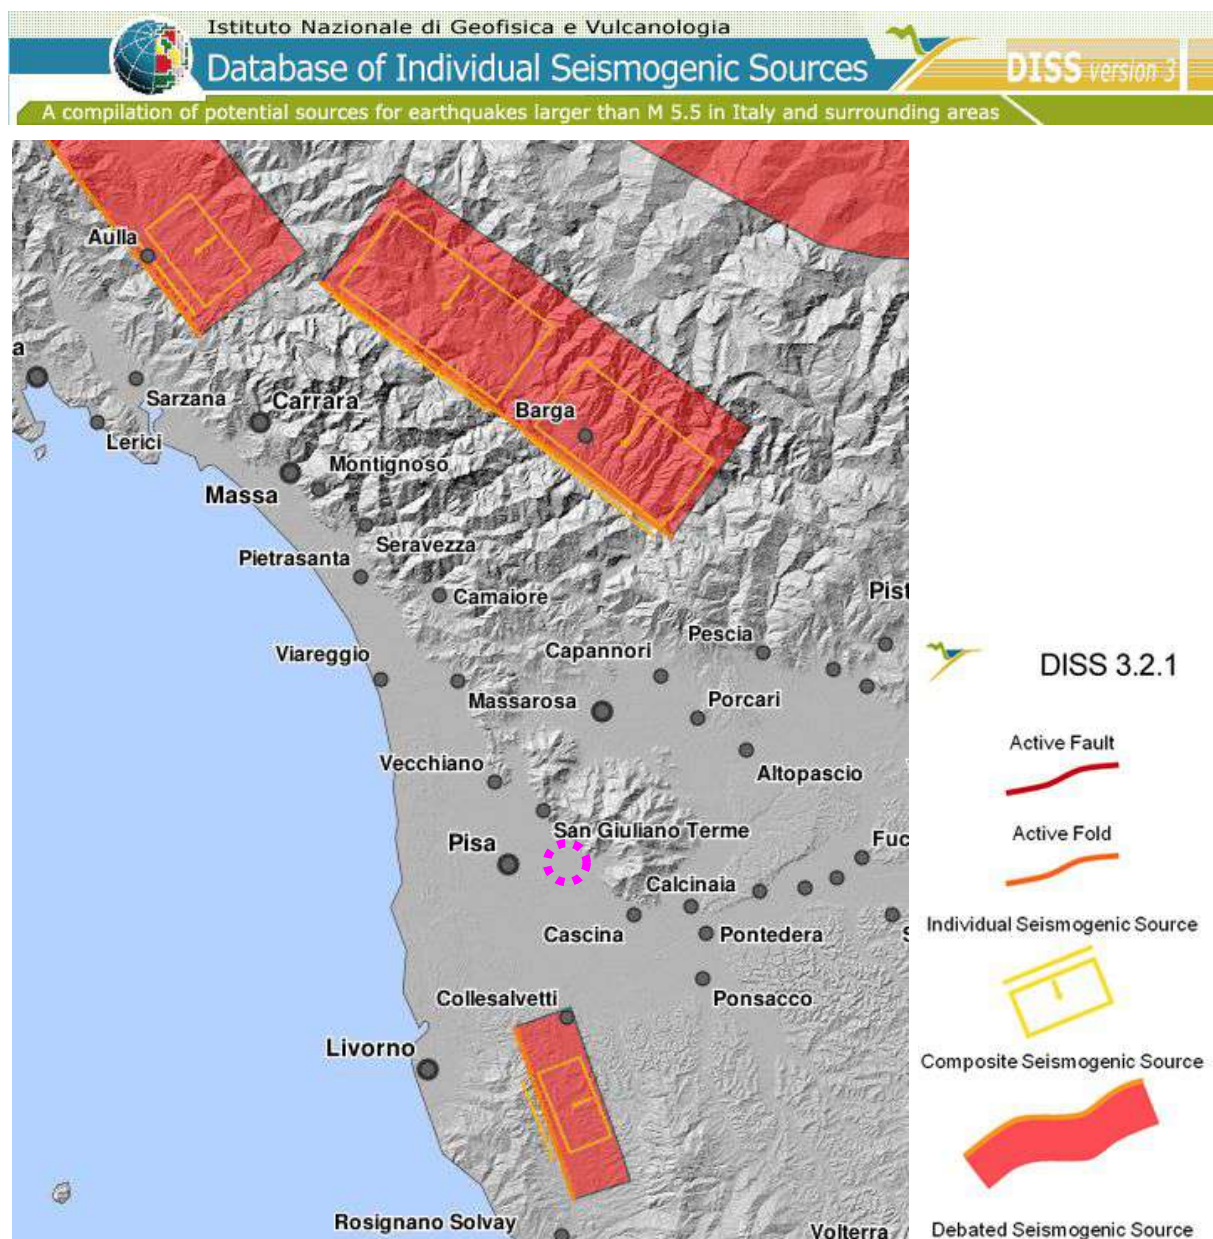 Istituto Nazionale di Geofisica e Vulcanologia
Database of Individual Seismogenic Sources
DISS version 3
A compilation of potential sources for earthquakes larger than M 5.5 in Italy and surrounding areas
Aulla
a
Sarzana
Carrara
Barga
Lerici
Montignoso
Massa
Seravezza
Pietrasanta
Camaiore
Pist
Pescia
Viareggio
Capannori
DISS 3.2.1
Massarosa
Porcari
Active Fault
Vecchiano
Altopascio
San Giuliano Terme
Active Fold
Pisa
Fuc
Calcinaia
Individual Seismogenic Source
Cascina
Pontedera
S
Collesalvetti
Ponsacco
Livorno
Composite Seismogenic Source
Rosignano Solvay
Volterra
Debated Seismogenic Source